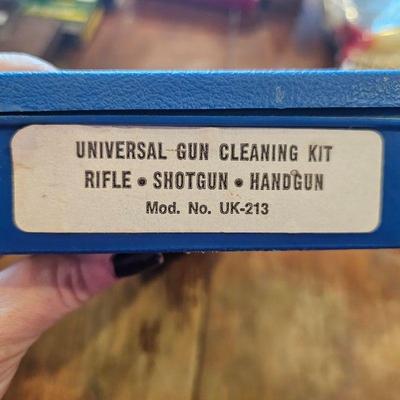 UNIVERSAL GUN CLEANING KIT
RIFLE • SHOTGUN • HANDGUN
Mod. No. UK-213